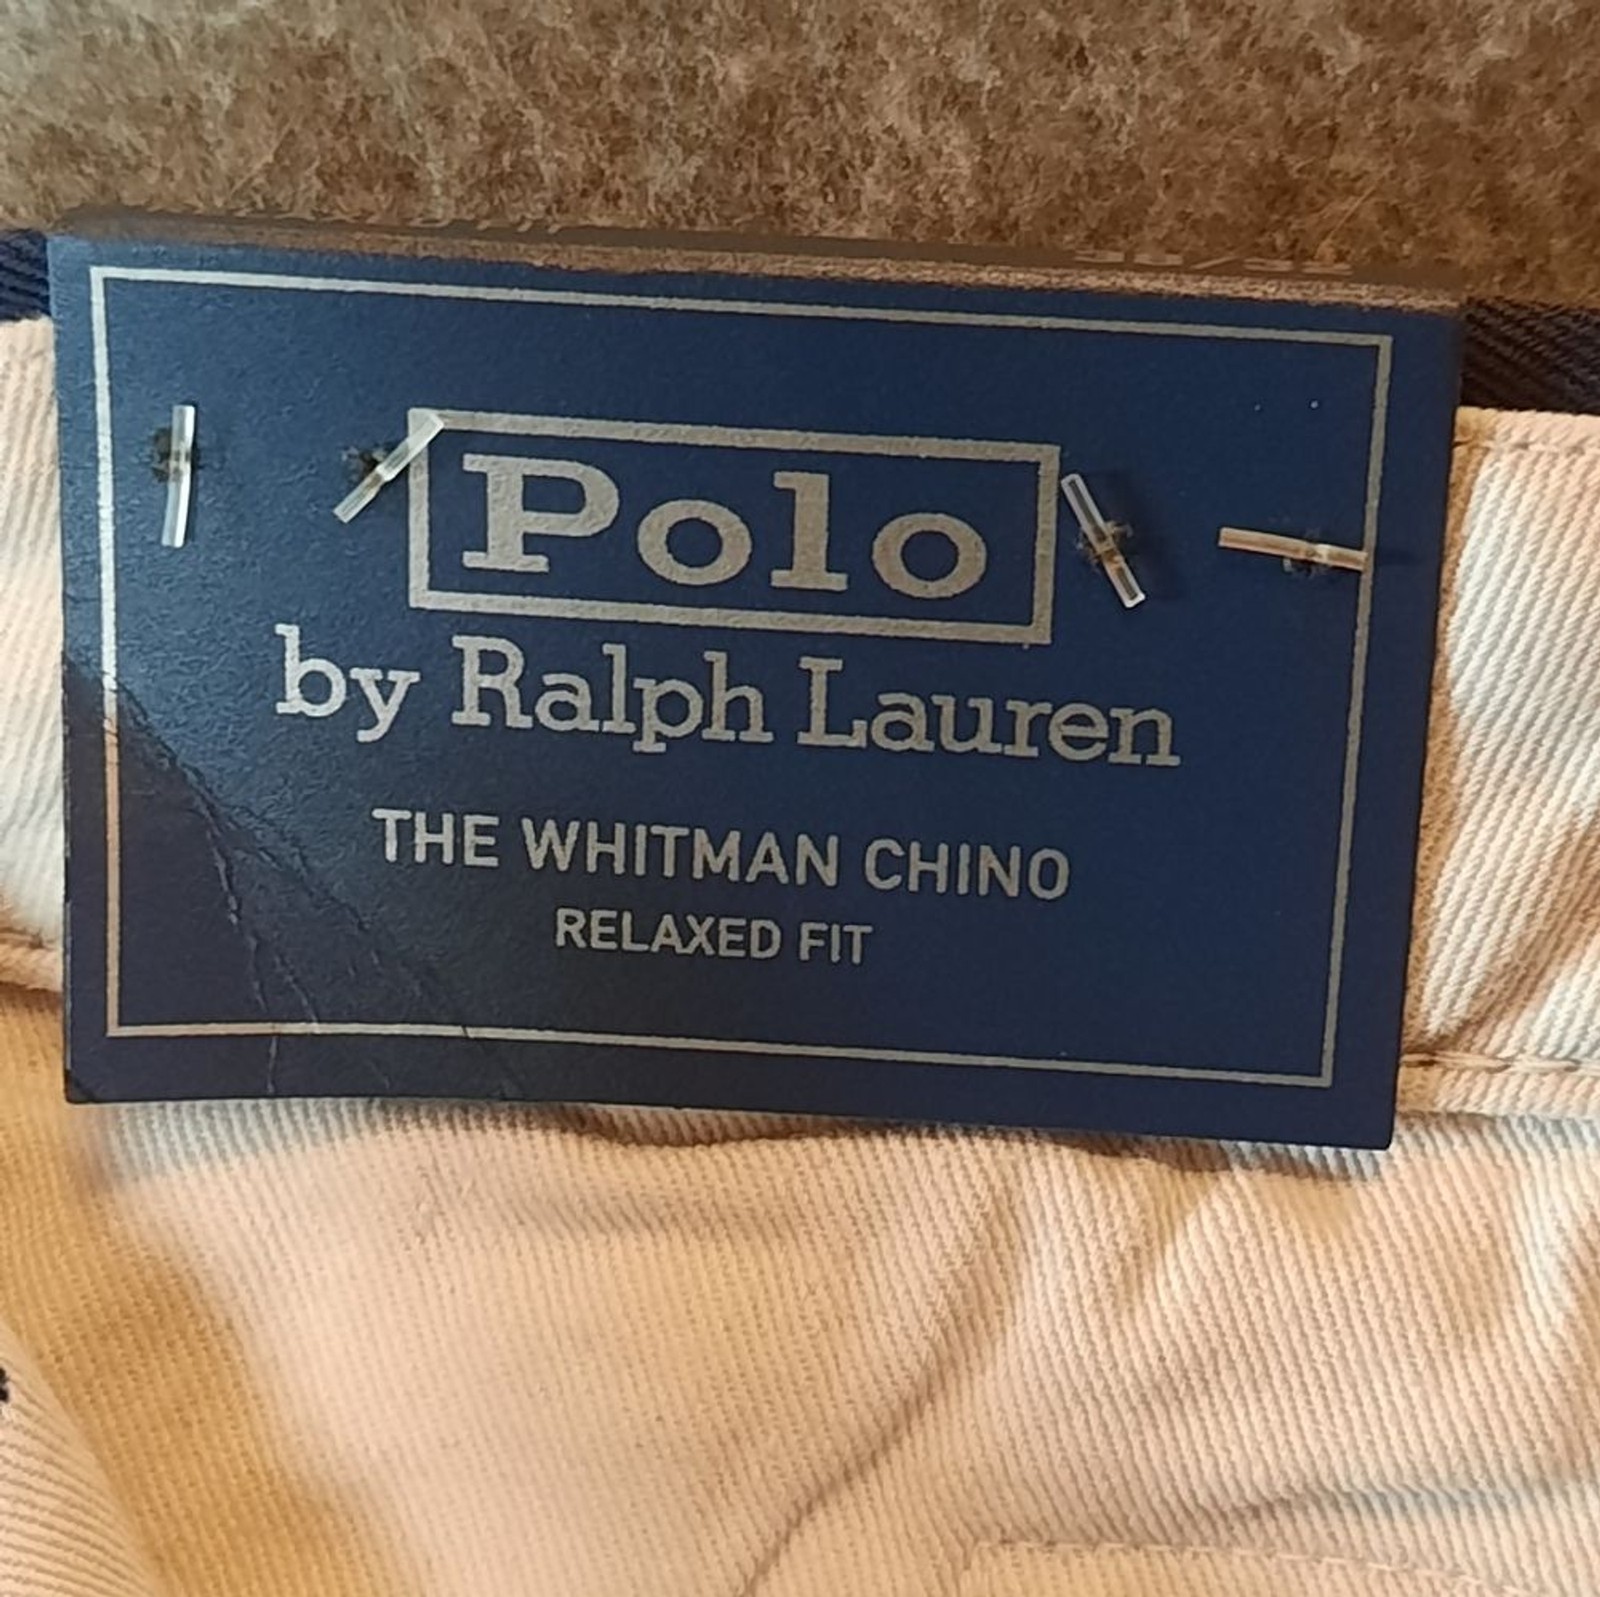 Polo
by Ralph Lauren
THE WHITMAN CHINO
RELAXED FIT